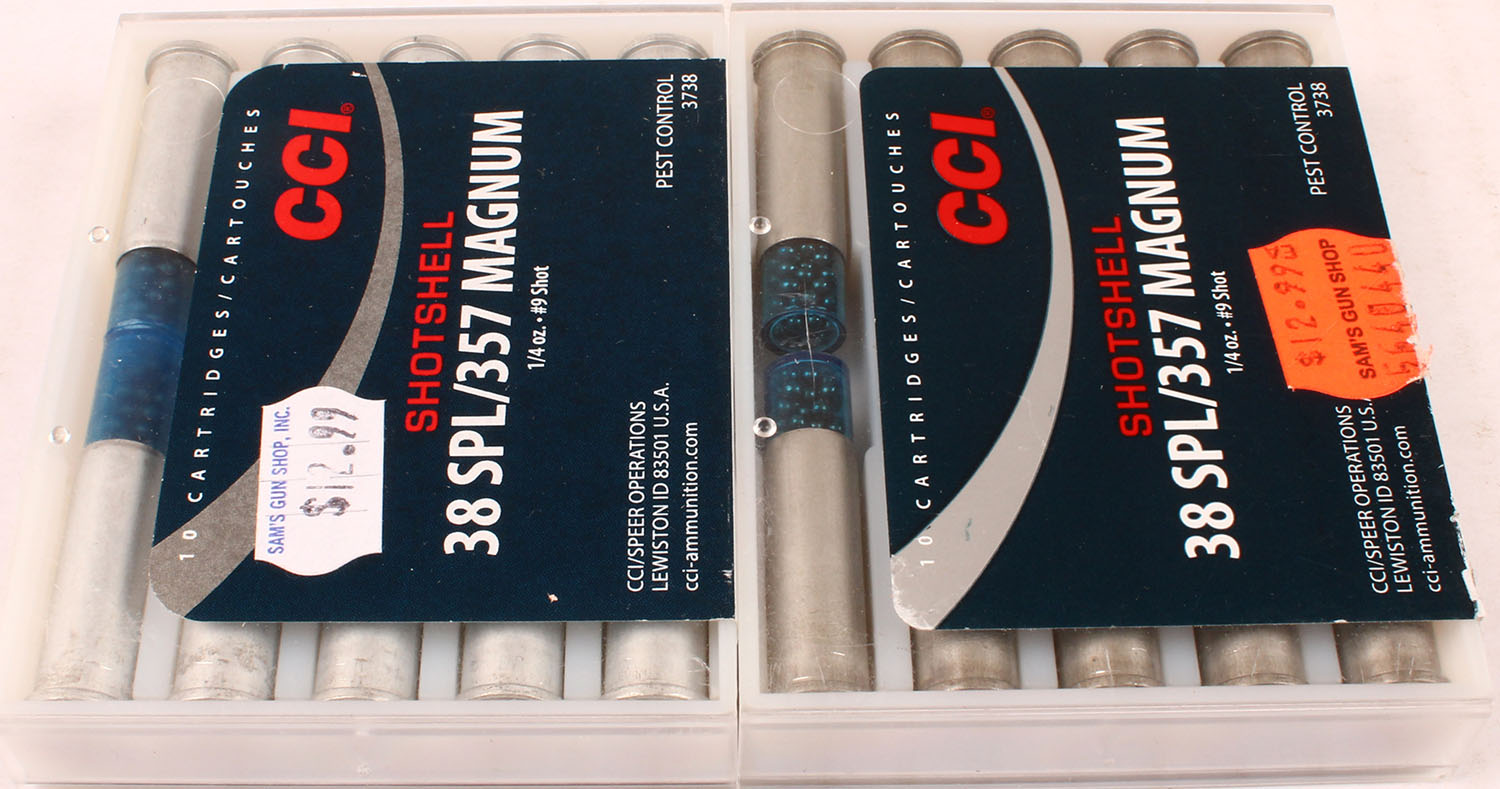 10 CARTRIDGES/CARTOUCHES
CCI®
SHOTSHELL
38 SPL/357 MAGNUM
1/4 oz. • #9 Shot
PEST CONTROL
3738
CCI/SPEER OPERATIONS
LEWISTON ID 83501 U.S.A.
cci-ammunition.com
SAM'S GUN SHOP, INC.
$12.99
10 CARTRIDGES/CARTOUCHES
CCI®
SHOTSHELL
38 SPL/357 MAGNUM
1/4 oz. • #9 Shot
PEST CONTROL
3738
SAM'S GUN SHOP
CCI/SPEER OPERATIONS
LEWISTON ID 83501 U.S.A.
cci-ammunition.com